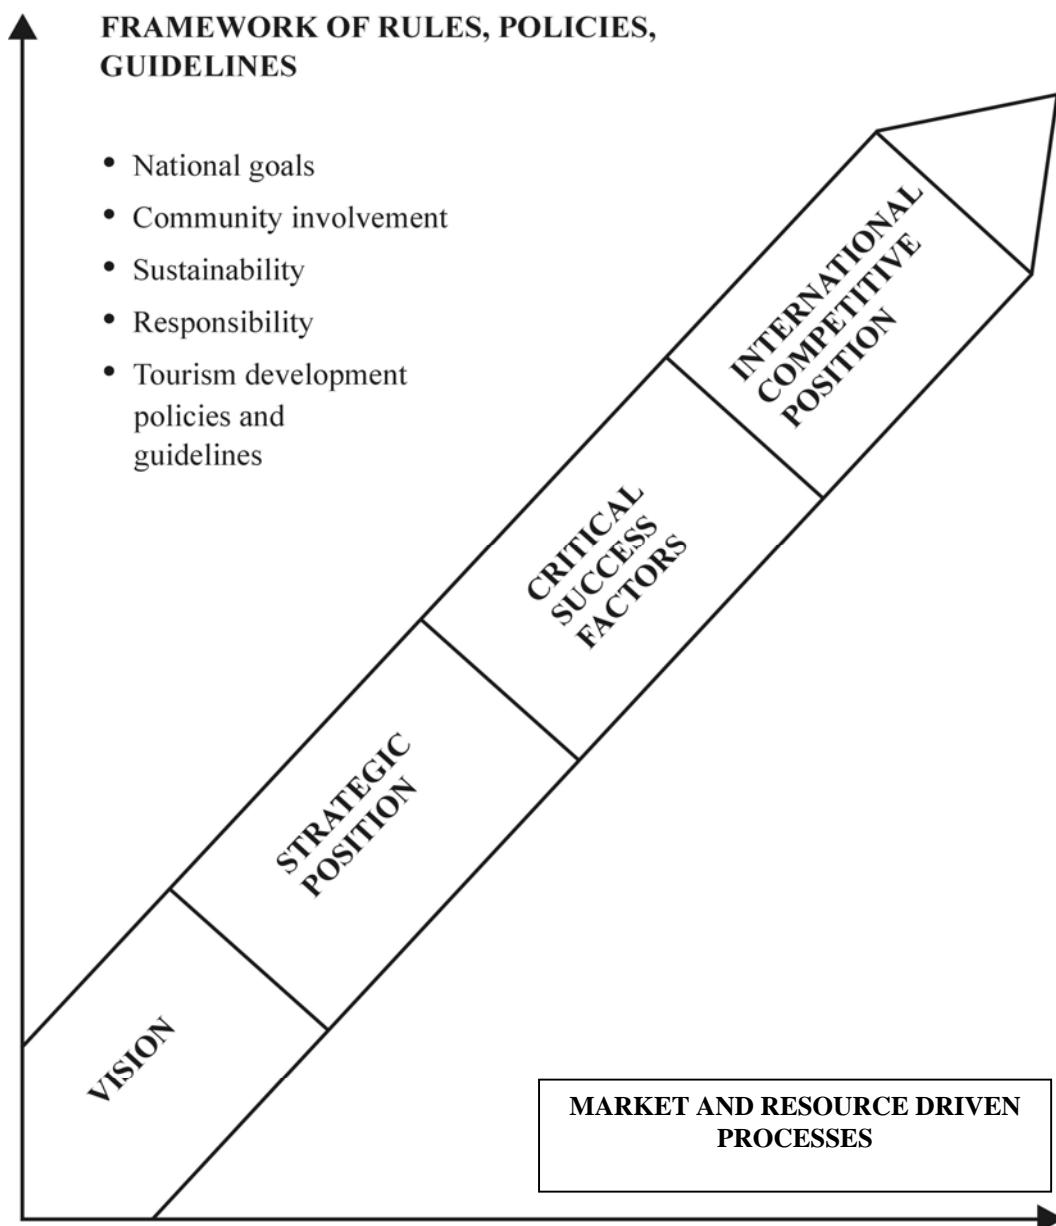 FRAMEWORK OF RULES, POLICIES,
GUIDELINES
• National goals
• Community involvement
• Sustainability
• Responsibility
• Tourism development
policies and
guidelines
INTERNATIONAL
COMPETITIVE
POSITION
CRITICAL
SUCCESS
FACTORS
STRATEGIC
POSITION
VISION
MARKET AND RESOURCE DRIVEN
PROCESSES